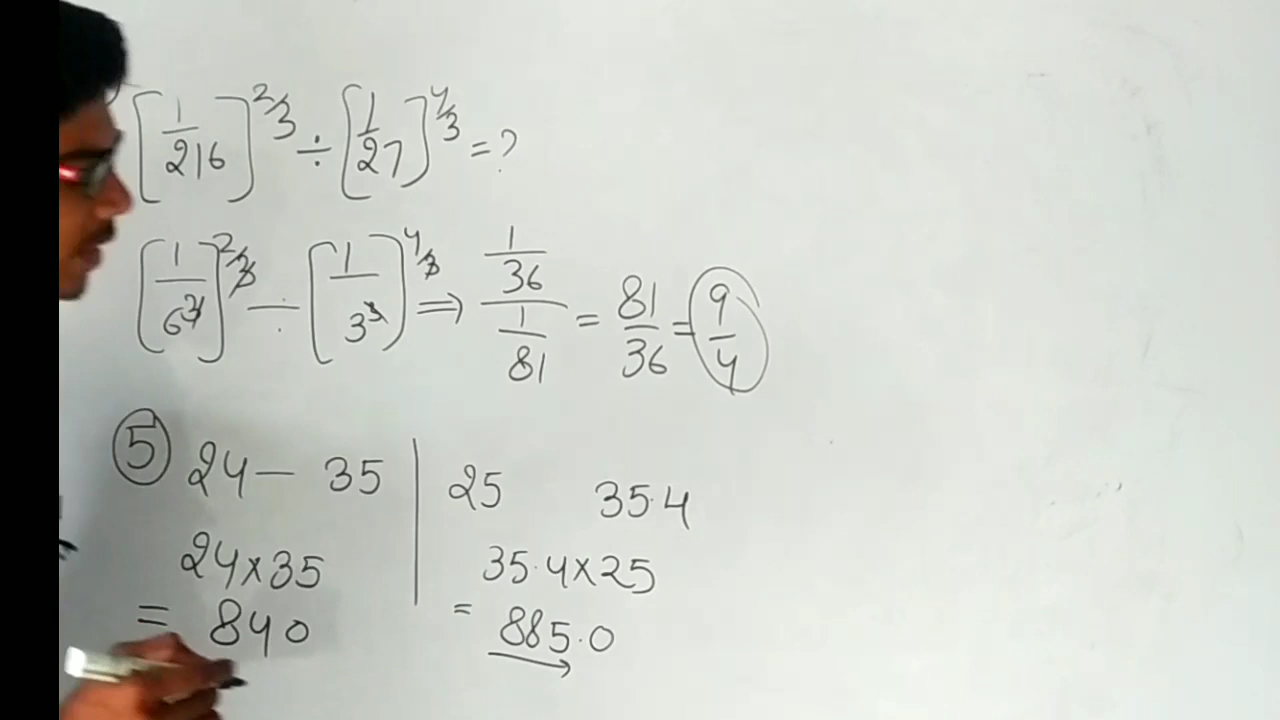 [1/216]^2/3 ÷ [1/27]^4/3 = ?
[1/6^3]^2/3 ÷ [1/3^3]^4/3 ⇒ (1/36)/(1/81) = 81/36 = 9/4
5 24 — 35
24×35
= 840
25 35.4
35.4×25
= 885.0